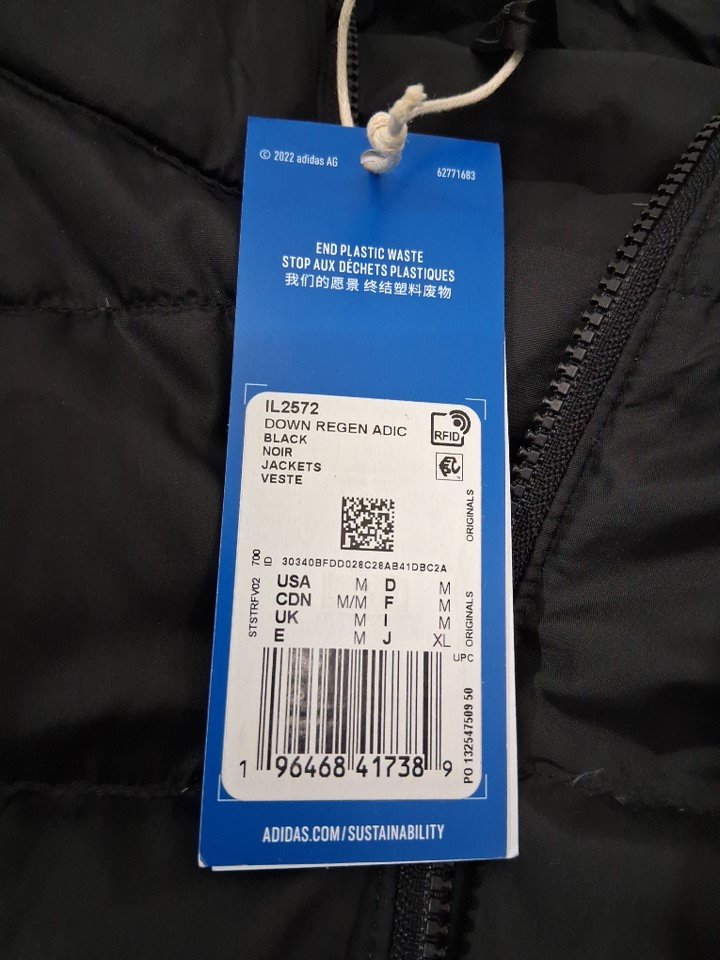 © 2022 adidas AG
62771683
END PLASTIC WASTE
STOP AUX DÉCHETS PLASTIQUES
我们的愿景 终结塑料废物
IL2572
DOWN REGEN ADIC
BLACK
NOIR
JACKETS
VESTE
RFID
ORIGINALS
ID 30340BFDD028C28AB41DBC2A
STSTRFV02 700
USA M D M
CDN M/M F M
UK M I M
E M J XL
ORIGINALS
UPC
1 96468 41738 9
PO 132547509 50
ADIDAS.COM/SUSTAINABILITY